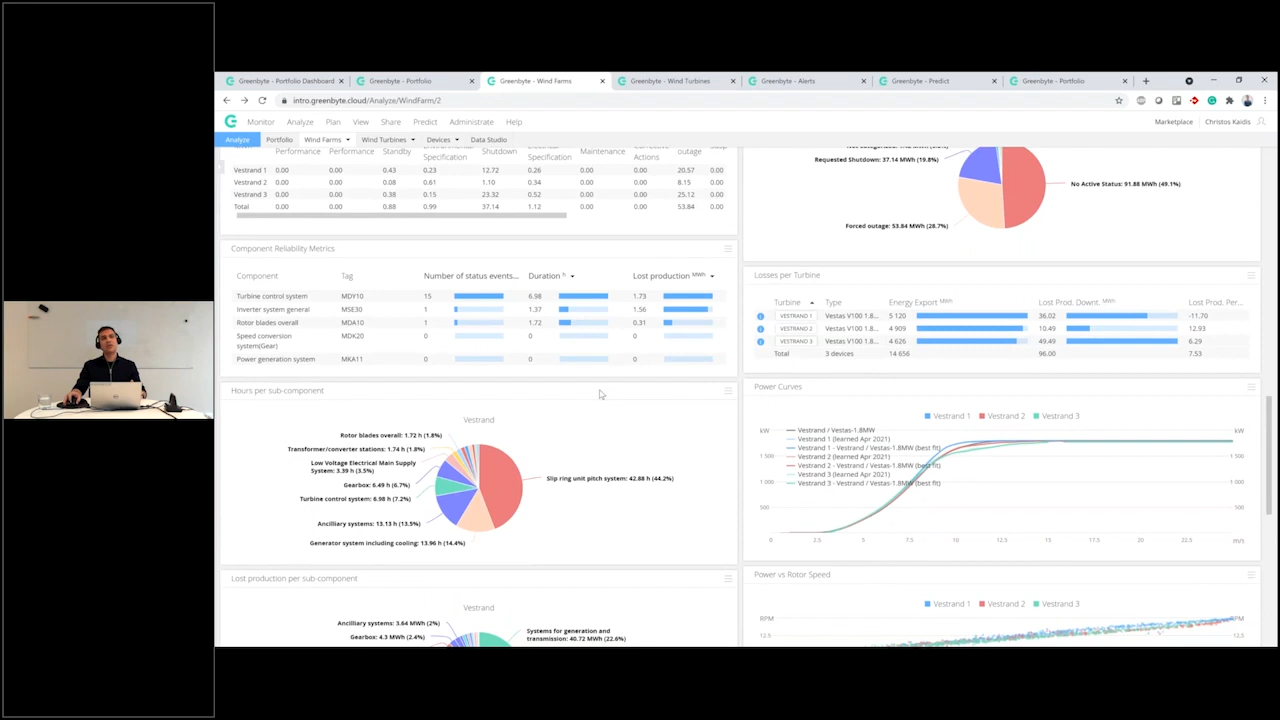 Greenbyte - Portfolio Dashboard
Greenbyte - Portfolio
Greenbyte - Wind Farms
Greenbyte - Wind Turbines
Greenbyte - Alerts
Greenbyte - Predict
Greenbyte - Portfolio
intro.greenbyte.cloud/Analyze/WindFarm/2
Monitor Analyze Plan View Share Predict Administrate Help
Marketplace Christos Kaidis
Analyze Portfolio Wind Farms Wind Turbines Devices Data Studio
Performance Performance Standby Specification Shutdown Specification Maintenance Actions outage
Vestrand 1 0.00 0.00 0.43 0.23 12.72 0.26 0.00 0.00 20.57 0.00
Vestrand 2 0.00 0.00 0.08 0.61 1.10 0.34 0.00 0.00 8.15 0.00
Vestrand 3 0.00 0.00 0.38 0.15 23.32 0.52 0.00 0.00 25.12 0.00
Total 0.00 0.00 0.88 0.99 37.14 1.12 0.00 0.00 53.84 0.00
Requested Shutdown: 37.14 MWh (19.8%)
No Active Status: 91.88 MWh (49.1%)
Forced outage: 53.84 MWh (28.7%)
Component Reliability Metrics
Component Tag Number of status events... Duration h Lost production MWh
Turbine control system MDY10 15 6.98 1.73
Inverter system general MSE30 1 1.37 1.56
Rotor blades overall MDA10 1 1.72 0.31
Speed conversion system(Gear) MDK20 0 0 0
Power generation system MKA11 0 0 0
Losses per Turbine
Turbine Type Energy Export MWh Lost Prod. Downt. MWh Lost Prod. Per...
VESTRAND 1 Vestas V100 1.8... 5 120 36.02 -11.70
VESTRAND 2 Vestas V100 1.8... 4 909 10.49 12.93
VESTRAND 3 Vestas V100 1.8... 4 626 49.49 6.29
Total 3 devices 14 656 96.00 7.53
Hours per sub-component
Vestrand
Rotor blades overall: 1.72 h (1.8%)
Transformer/converter stations: 1.74 h (1.8%)
Low Voltage Electrical Main Supply
System: 3.39 h (3.5%)
Gearbox: 6.49 h (6.7%)
Turbine control system: 6.98 h (7.2%)
Ancilliary systems: 13.13 h (13.5%)
Generator system including cooling: 13.96 h (14.4%)
Slip ring unit pitch system: 42.88 h (44.2%)
Power Curves
Vestrand 1 Vestrand 2 Vestrand 3
kW kW
Vestrand / Vestas-1.8MW
Vestrand 1 (learned Apr 2021)
Vestrand 1 - Vestrand / Vestas-1.8MW (best fit)
Vestrand 2 (learned Apr 2021)
Vestrand 2 - Vestrand / Vestas-1.8MW (best fit)
Vestrand 3 (learned Apr 2021)
Vestrand 3 - Vestrand / Vestas-1.8MW (best fit)
1 500 1 500
1 000 1 000
500 500
0 2.5 5 7.5 10 12.5 15 17.5 20 22.5 m/s
Lost production per sub-component
Vestrand
Ancilliary systems: 3.64 MWh (2%)
Gearbox: 4.3 MWh (2.4%)
Systems for generation and
transmission: 40.72 MWh (22.6%)
Power vs Rotor Speed
Vestrand 1 Vestrand 2 Vestrand 3
RPM RPM
12.5 12.5